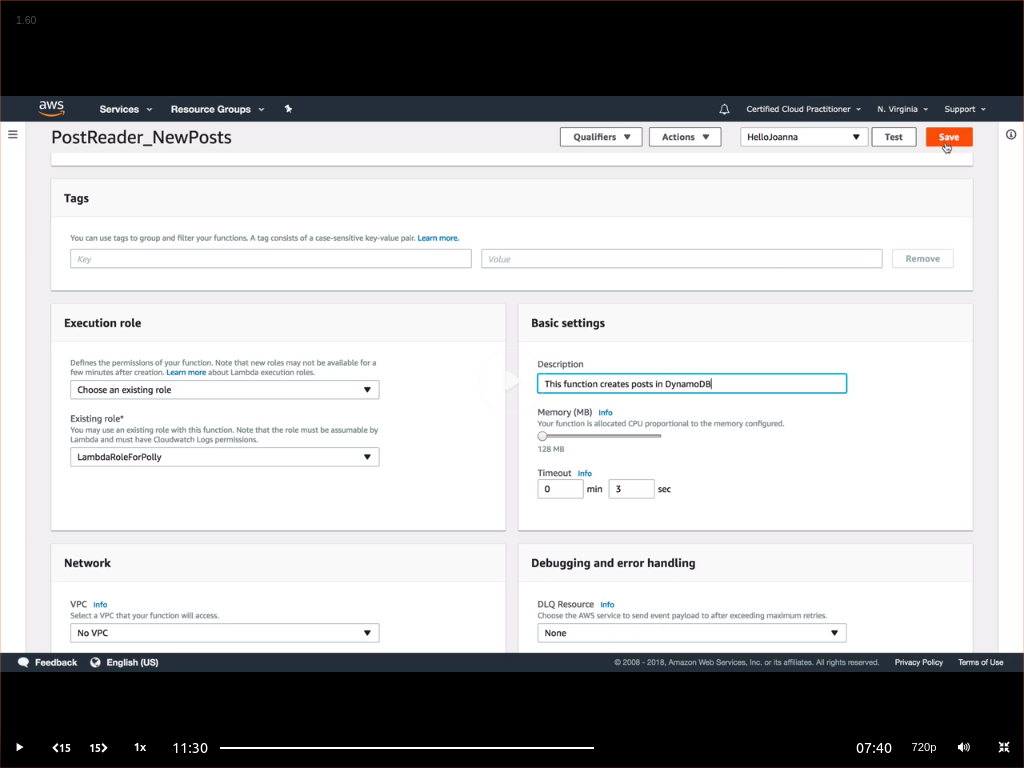 1.60
aws Services Resource Groups Certified Cloud Practitioner N. Virginia Support
PostReader_NewPosts Qualifiers Actions HelloJoanna Test Save
Tags
You can use tags to group and filter your functions. A tag consists of a case-sensitive key-value pair. Learn more.
Key Value Remove
Execution role
Defines the permissions of your function. Note that new roles may not be available for a
few minutes after creation. Learn more about Lambda execution roles.
Choose an existing role
Existing role*
You may use an existing role with this function. Note that the role must be assumable by
Lambda and must have Cloudwatch Logs permissions.
LambdaRoleForPolly
Basic settings
Description
This function creates posts in DynamoDB
Memory (MB) Info
Your function is allocated CPU proportional to the memory configured.
128 MB
Timeout Info
0 min 3 sec
Network
VPC Info
Select a VPC that your function will access.
No VPC
Debugging and error handling
DLQ Resource Info
Choose the AWS service to send event payload to after exceeding maximum retries.
None
Feedback English (US) © 2008 - 2018, Amazon Web Services, Inc. or its affiliates. All rights reserved. Privacy Policy Terms of Use
15 15 1x 11:30 07:40 720p